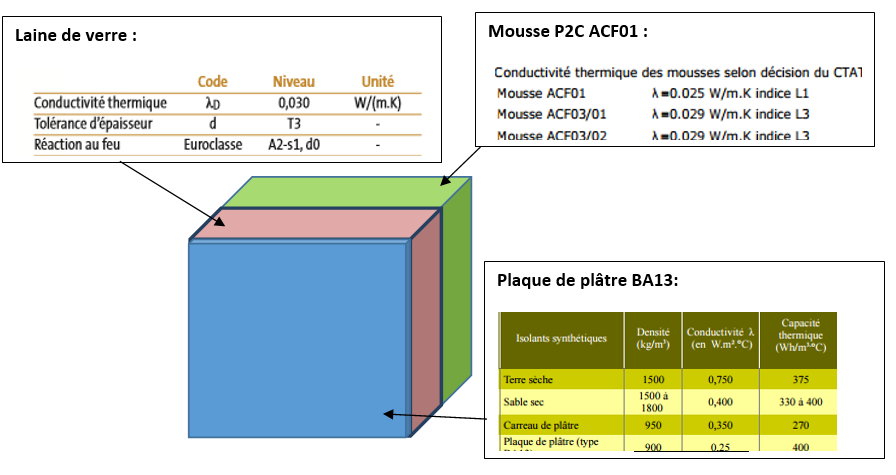 Laine de verre :
Code Niveau Unité
Conductivité thermique λD 0,030 W/(m.K)
Tolérance d'épaisseur d T3 -
Réaction au feu Euroclasse A2-s1, d0 -
Mousse P2C ACF01 :
Conductivité thermique des mousses selon décision du CTAT
Mousse ACF01 λ=0.025 W/m.K indice L1
Mousse ACF03/01 λ=0.029 W/m.K indice L3
Mousse ACF03/02 λ=0.029 W/m.K indice L3
Plaque de plâtre BA13:
Isolants synthétiques Densité (kg/m³) Conductivité λ (en W.m².°C) Capacité thermique (Wh/m³·°C)
Terre sèche 1500 0,750 375
Sable sec 1500 à 1800 0,400 330 à 400
Carreau de plâtre 950 0,350 270
Plaque de plâtre (type 900 0,25 400